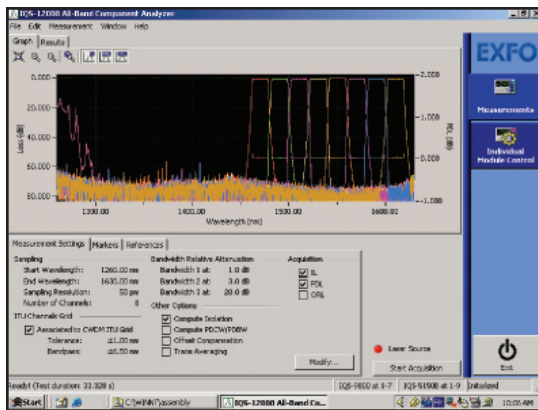 IQS-12000 All-Band Component Analyzer
File Edit Measurement Window Help
Graph Results
EXFO
Measurements
Individual
Module Control
Exit
0.000
20.000
40.000
60.000
80.000
Loss (dB)
2.000
1.000
0.000
-1.000
PDL (dB)
1300.00 1400.00 1500.00 1600.00
Wavelength (nm)
Measurement Settings Markers References
Sampling
Start Wavelength: 1260.00 nm
End Wavelength: 1630.00 nm
Sampling Resolution: 50 pm
Number of Channels: 8
ITU Channels Grid
Associated to CWDM ITU Grid
Tolerance: ±1.00 nm
Bandpass: ±6.50 nm
Bandwidth Relative Attenuation
Bandwidth 1 at: 1.0 dB
Bandwidth 2 at: 3.0 dB
Bandwidth 3 at: 20.0 dB
Other Options
Compute Isolation
Compute PDCW/PDBW
Offset Compensation
Trace Averaging
Acquisition
IL
PDL
ORL
Modify...
Laser Source
Start Acquisition
Ready! (Test duration: 33.328 s) IQS-9800 at 1-7 Initialized
Start C:\WINNT\assembly IQS-12000 All-Band Co... 10:06 AM